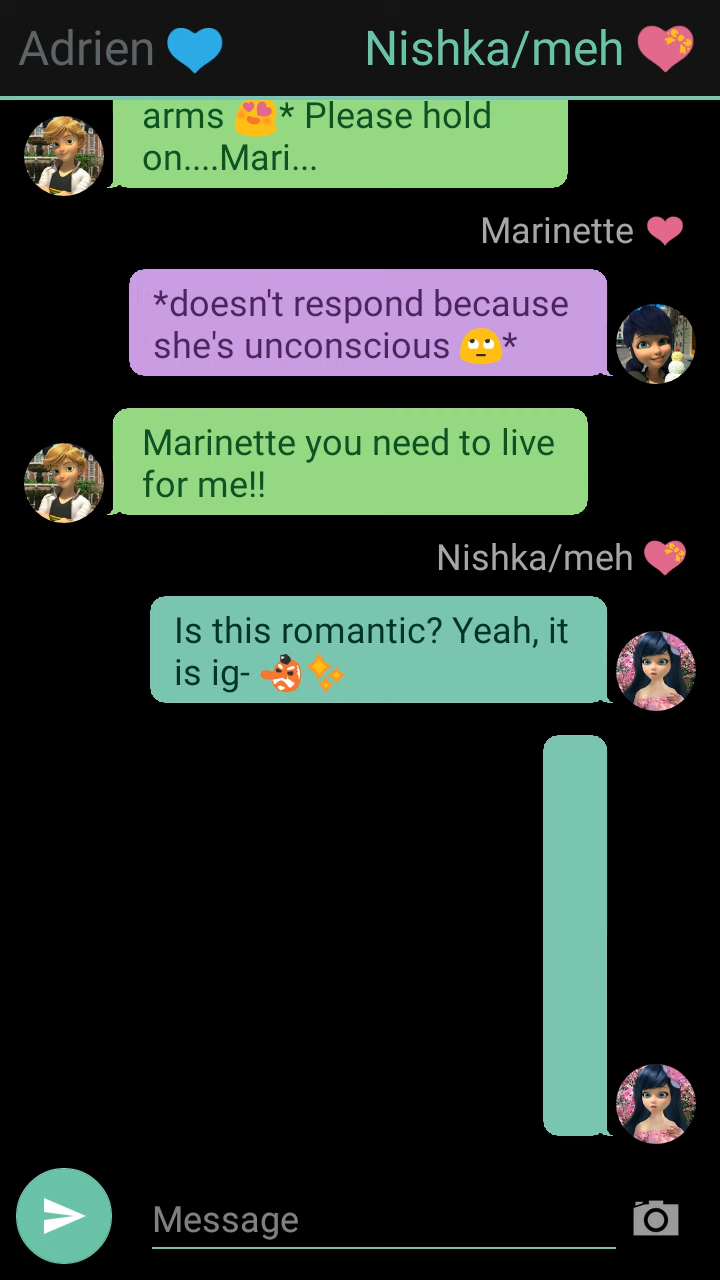 Adrien 💙 Nishka/meh 💝
arms 😍* Please hold
on....Mari...
Marinette ❤
*doesn't respond because
she's unconscious 🙄*
Marinette you need to live
for me!!
Nishka/meh 💝
Is this romantic? Yeah, it
is ig- 👺✨
Message